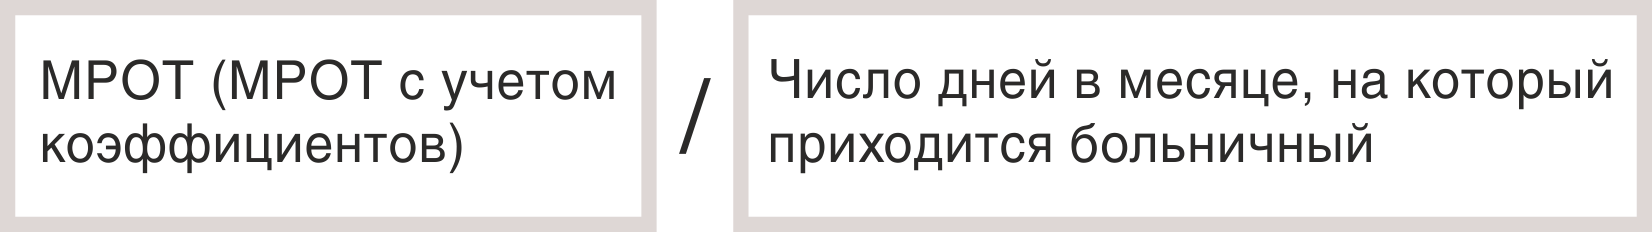 МРОТ (МРОТ с учетом
коэффициентов)
/
Число дней в месяце, на который
приходится больничный